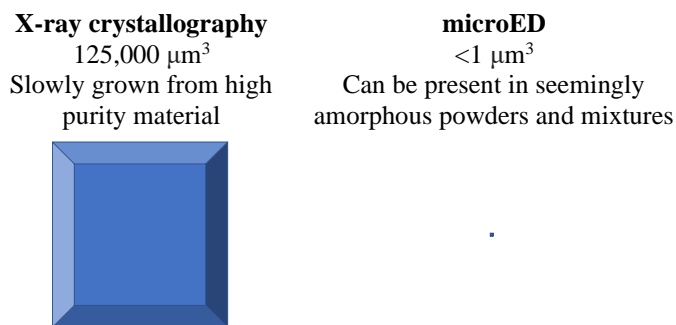 X-ray crystallography
125,000 μm³
Slowly grown from high
purity material
microED
<1 μm³
Can be present in seemingly
amorphous powders and mixtures